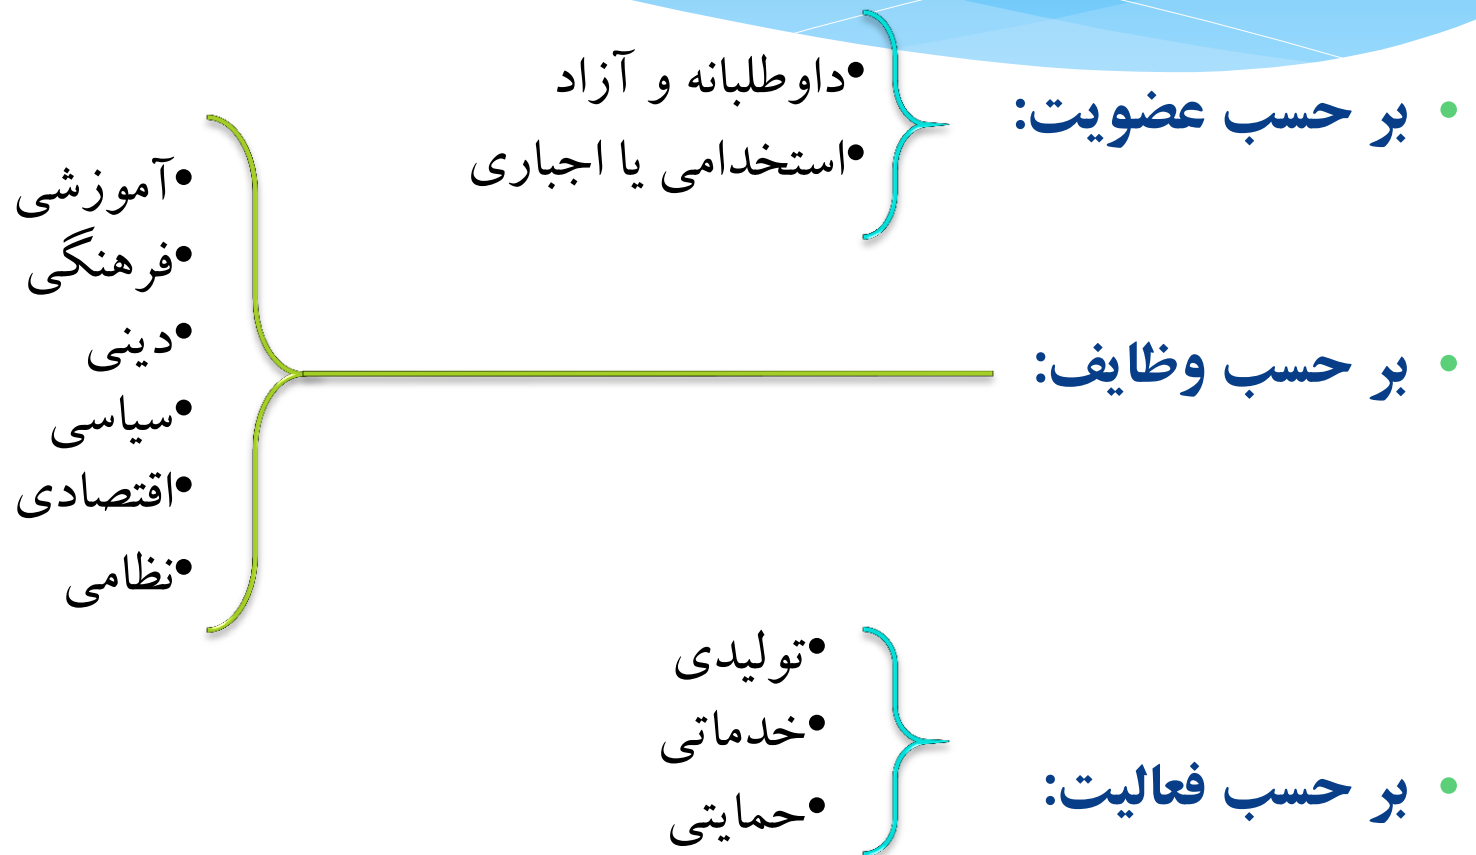 • بر حسب عضویت:
•داوطلبانه و آزاد
•استخدامی یا اجباری
• بر حسب وظایف:
•آموزشی
•فرهنگی
•دینی
•سیاسی
•اقتصادی
•نظامی
• بر حسب فعالیت:
•تولیدی
•خدماتی
•حمایتی